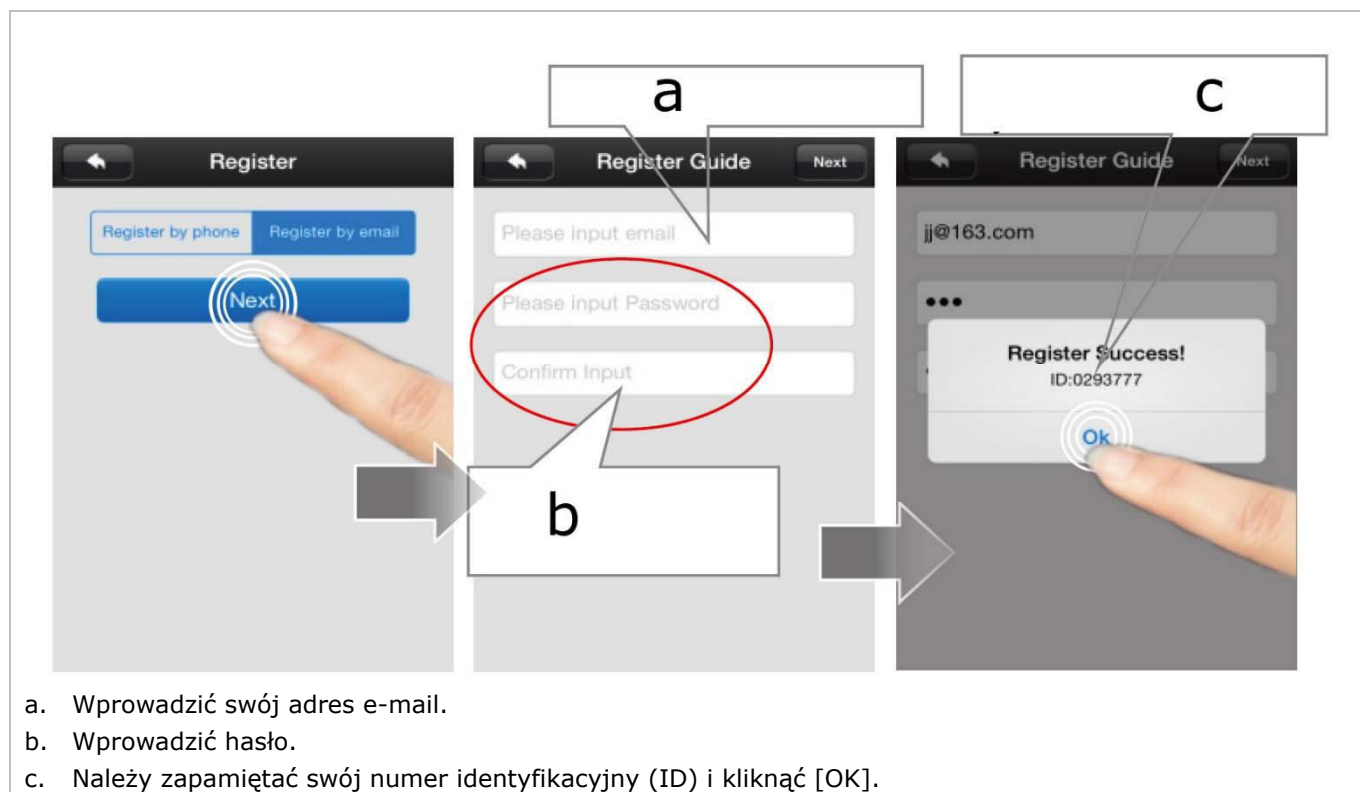 a
c
Register
Register by phone
Register by email
Next
Register Guide
Next
Please input email
Please input Password
Confirm Input
b
Register Guide
Next
jj@163.com
•••
Register Success!
ID:0293777
Ok
a. Wprowadzić swój adres e-mail.
b. Wprowadzić hasło.
c. Należy zapamiętać swój numer identyfikacyjny (ID) i kliknąć [OK].